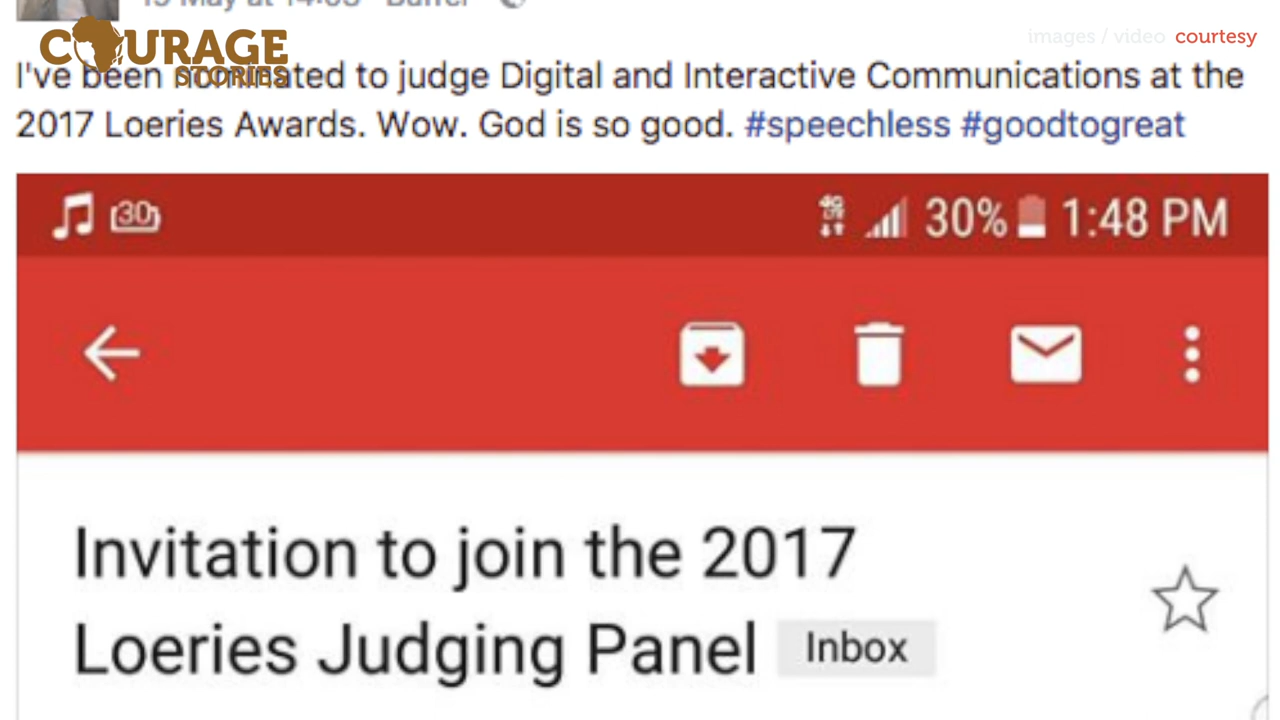 COURAGE
STORIES
images / video courtesy
I've been nominated to judge Digital and Interactive Communications at the
2017 Loeries Awards. Wow. God is so good. #speechless #goodtogreat
30
4G
LTE
30% 1:48 PM
Invitation to join the 2017
Loeries Judging Panel Inbox